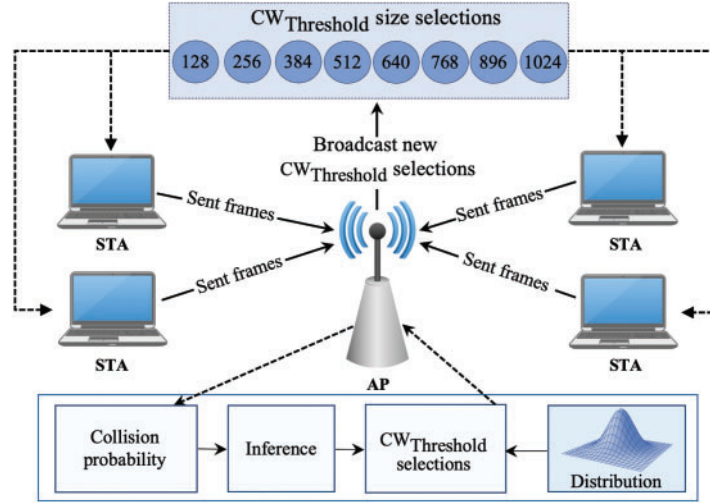 CWThreshold size selections
128 256 384 512 640 768 896 1024
Broadcast new
CWThreshold selections
Sent frames
Sent frames
STA
STA
Sent frames
Sent frames
STA
STA
AP
Collision
probability
Inference
CWThreshold
selections
Distribution